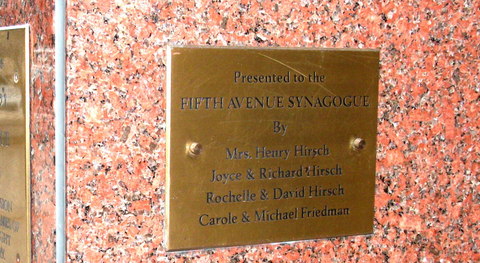 Presented to the
FIFTH AVENUE SYNAGOGUE
By
Mrs. Henry Hirsch
Joyce & Richard Hirsch
Rochelle & David Hirsch
Carole & Michael Friedman